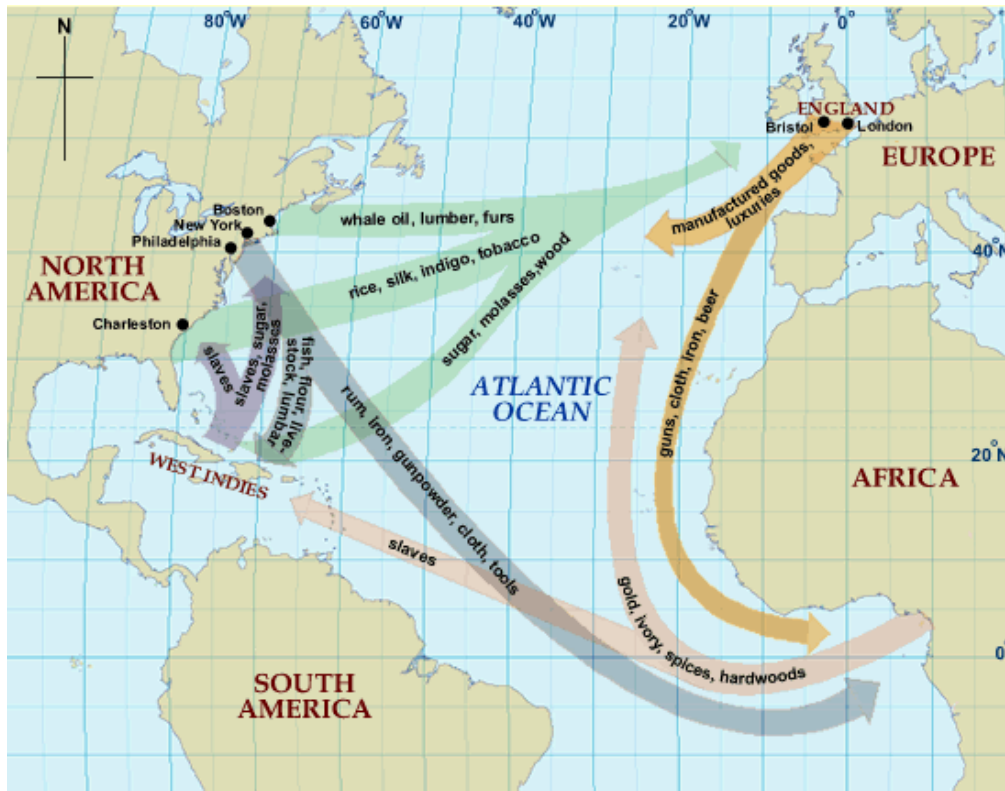 N
80°W
60°W
40°W
20°W
0°
ENGLAND
Bristol
London
EUROPE
manufactured goods,
luxuries
Boston
New York
Philadelphia
whale oil, lumber, furs
40°N
NORTH
AMERICA
rice, silk, indigo, tobacco
sugar, molasses,wood
Charleston
slaves
slaves, sugar,
molasses
fish, flour, live-
stock, lumbar
ATLANTIC
OCEAN
guns, cloth, iron, beer
WEST INDIES
rum, iron, gunpowder, cloth, tools
20°N
AFRICA
slaves
gold, ivory, spices, hardwoods
0°
SOUTH
AMERICA